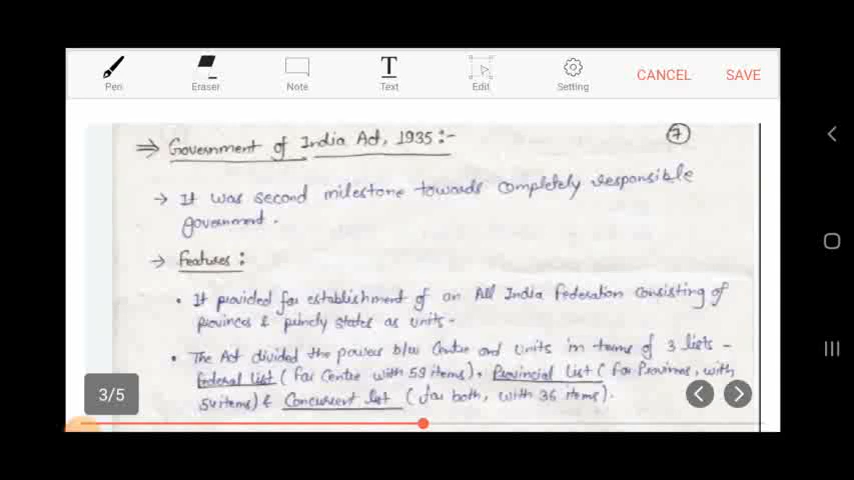 Pen
Eraser
Note
Text
Edit
Setting
CANCEL
SAVE
⇒ Government of India Act, 1935 :-
7
→ It was second milestone towards completely responsible
government.
→ Features :
• It provided for establishment of an All India Federation consisting of
provinces & princly states as units -
• The Act divided the powers b/w Centre and units in terms of 3 lists -
Federal List ( For Centre with 59 items), Provincial List ( for Provinces, with
54 items) & Concurrent list ( for both, with 36 items).
3/5